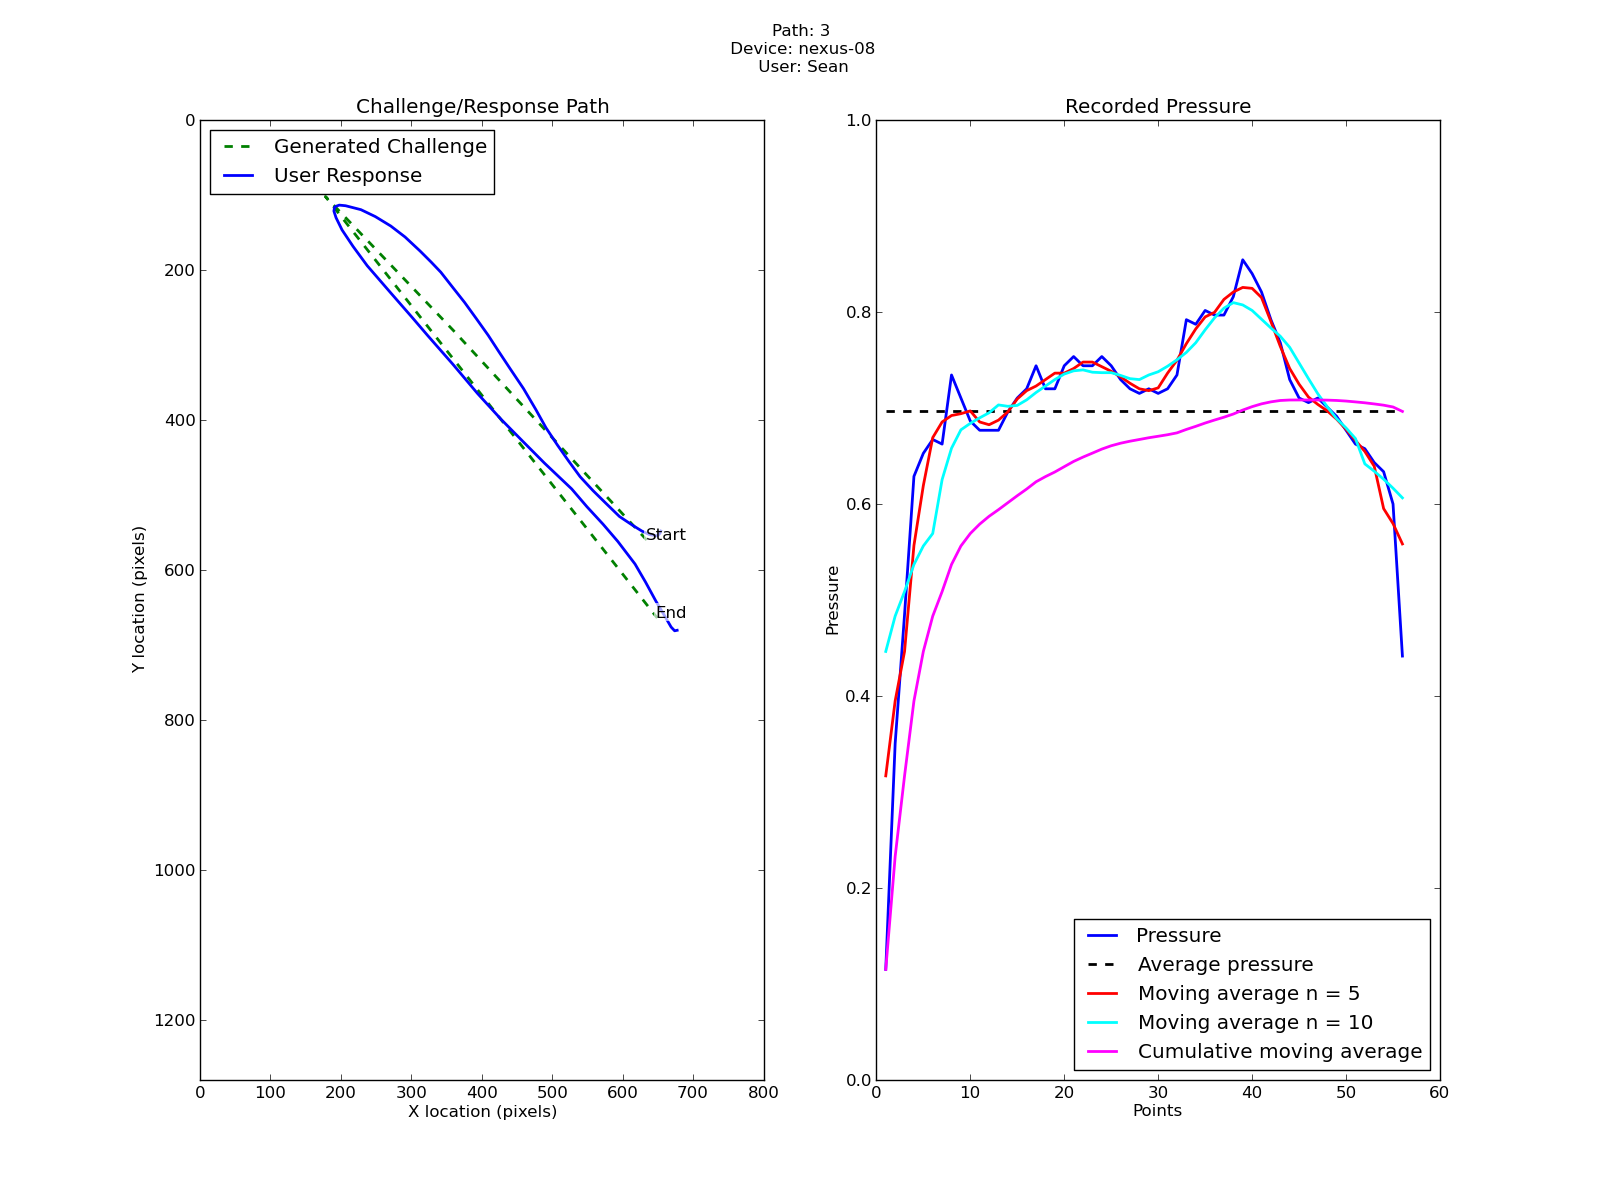 Path: 3
Device: nexus-08
User: Sean
Challenge/Response Path
Generated Challenge
User Response
Start
End
0
200
400
600
800
1000
1200
Y location (pixels)
0 100 200 300 400 500 600 700 800
X location (pixels)
Recorded Pressure
1.0
0.8
0.6
0.4
0.2
0.0
Pressure
Pressure
Average pressure
Moving average n = 5
Moving average n = 10
Cumulative moving average
0 10 20 30 40 50 60
Points